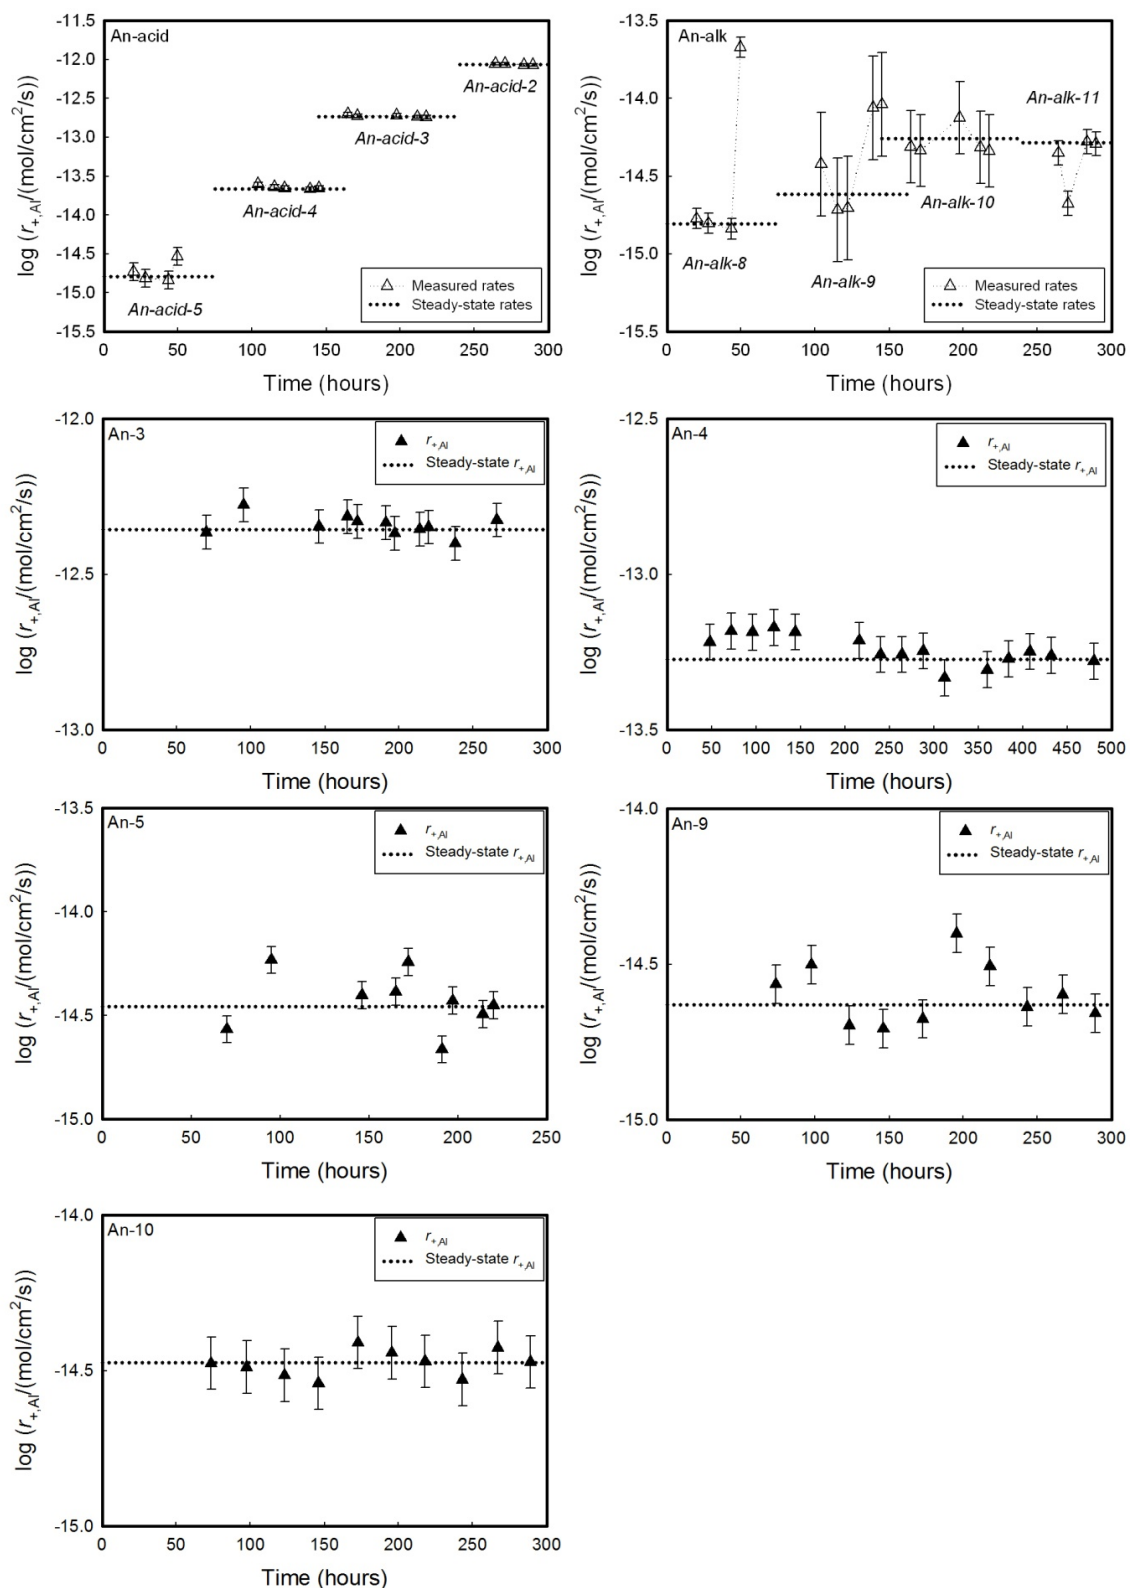 An-acid
log (r+,Al/(mol/cm²/s))
-11.5
-12.0
-12.5
-13.0
-13.5
-14.0
-14.5
-15.0
-15.5
An-acid-2
An-acid-3
An-acid-4
An-acid-5
Measured rates
Steady-state rates
0 50 100 150 200 250 300
Time (hours)
An-alk
log (r+,Al/(mol/cm²/s))
-13.5
-14.0
-14.5
-15.0
-15.5
An-alk-11
An-alk-10
An-alk-8
An-alk-9
Measured rates
Steady-state rates
0 50 100 150 200 250 300
Time (hours)
An-3
log (r+,Al/(mol/cm²/s))
-12.0
-12.5
-13.0
r+,Al
Steady-state r+,Al
0 50 100 150 200 250 300
Time (hours)
An-4
log (r+,Al/(mol/cm²/s))
-12.5
-13.0
-13.5
r+,Al
Steady-state r+,Al
0 50 100 150 200 250 300 350 400 450 500
Time (hours)
An-5
log (r+,Al/(mol/cm²/s))
-13.5
-14.0
-14.5
-15.0
r+,Al
Steady-state r+,Al
0 50 100 150 200 250
Time (hours)
An-9
log (r+,Al/(mol/cm²/s))
-14.0
-14.5
-15.0
r+,Al
Steady-state r+,Al
0 50 100 150 200 250 300
Time (hours)
An-10
log (r+,Al/(mol/cm²/s))
-14.0
-14.5
-15.0
r+,Al
Steady-state r+,Al
0 50 100 150 200 250 300
Time (hours)